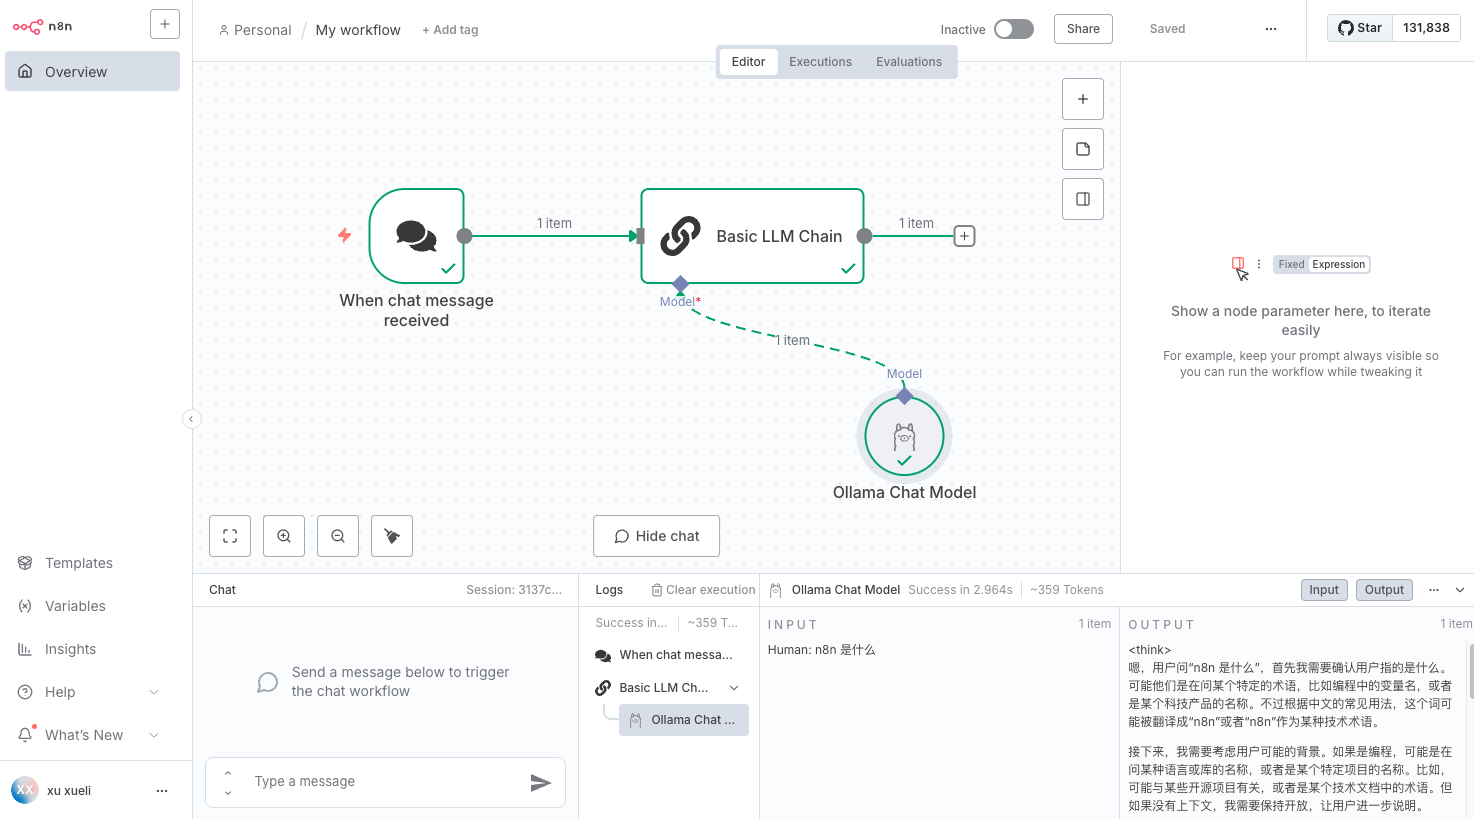 n8n
Overview
Personal / My workflow + Add tag
Inactive
Share
Saved
Star 131,838
Editor Executions Evaluations
1 item
Basic LLM Chain
1 item
When chat message
received
Model*
1 item
Model
Ollama Chat Model
Fixed Expression
Show a node parameter here, to iterate
easily
For example, keep your prompt always visible so
you can run the workflow while tweaking it
Hide chat
Templates
Variables
Insights
Help
What's New
XX xu xueli
Chat Session: 3137c...
Send a message below to trigger
the chat workflow
Type a message
Logs Clear execution
Success in... ~359 T...
When chat messa...
Basic LLM Ch...
Ollama Chat ...
Ollama Chat Model Success in 2.964s ~359 Tokens
Input Output
INPUT 1 item
Human: n8n 是什么
OUTPUT 1 item
<think>
嗯，用户问“n8n 是什么”，首先我需要确认用户指的是什么。
可能他们是在问某个特定的术语，比如编程中的变量名，或者
是某个科技产品的名称。不过根据中文的常见用法，这个词可
能被翻译成“n8n”或者“n8n”作为某种技术术语。
接下来，我需要考虑用户可能的背景。如果是编程，可能是在
问某种语言或库的名称，或者是某个特定项目的名称。比如，
可能与某些开源项目有关，或者是某个技术文档中的术语。但
如果没有上下文，我需要保持开放，让用户进一步说明。